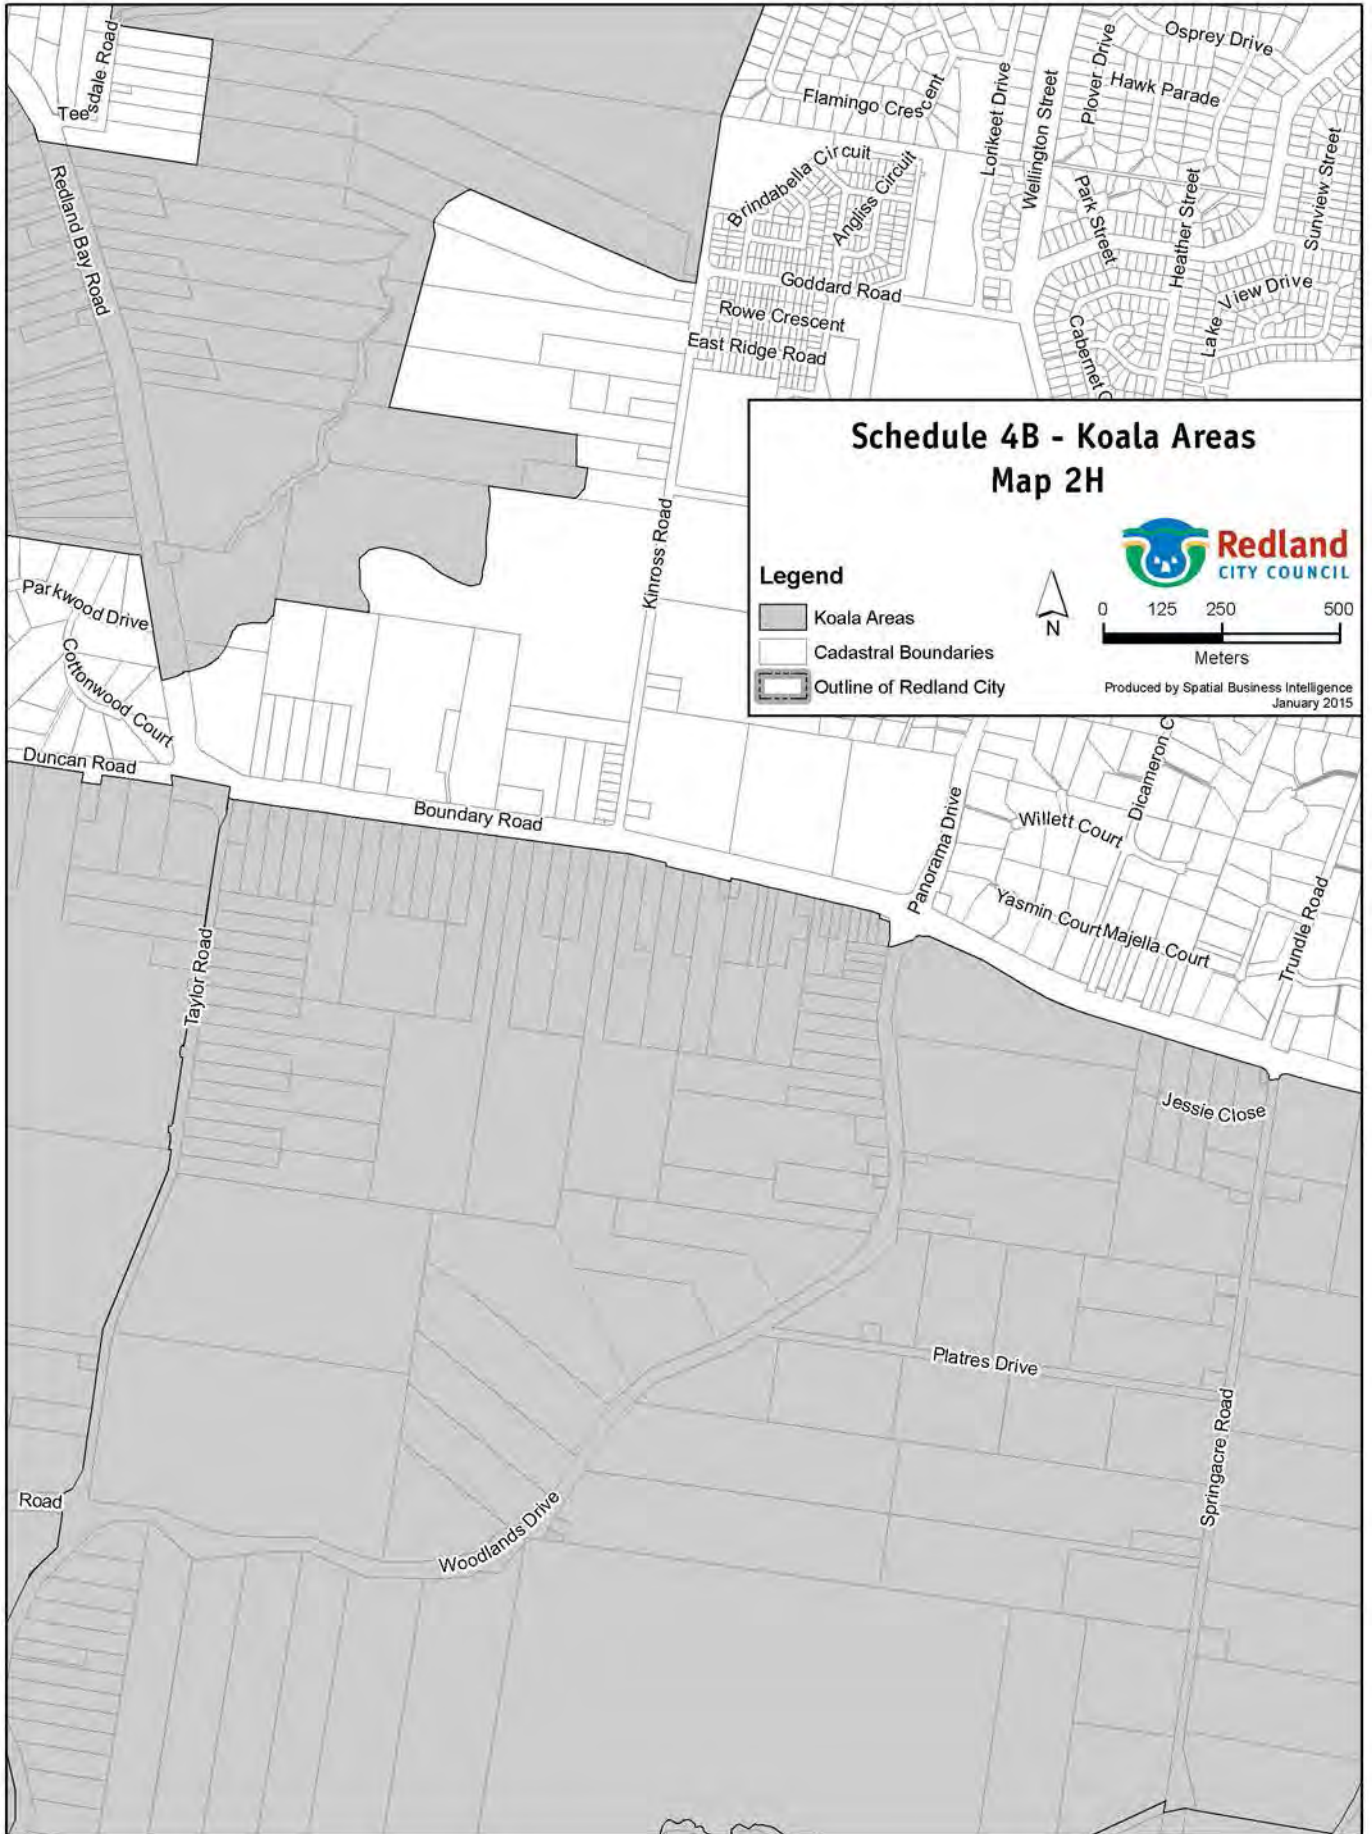 Osprey Drive
Plover Drive
Hawk Parade
Teesdale Road
Flamingo Crescent
Lorikeet Drive
Wellington Street
Sunview Street
Brindabella Circuit
Angliss Circuit
Park Street
Heather Street
Redland Bay Road
Goddard Road
Lake View Drive
Rowe Crescent
East Ridge Road
Cabernet C
Schedule 4B - Koala Areas
Map 2H
Redland
CITY COUNCIL
Legend
Koala Areas
Cadastral Boundaries
Outline of Redland City
N
0 125 250 500
Meters
Produced by Spatial Business Intelligence
January 2015
Kinross Road
Parkwood Drive
Cottonwood Court
Duncan Road
Boundary Road
Panorama Drive
Dicameron C
Willett Court
Yasmin Court
Majella Court
Trundle Road
Taylor Road
Jessie Close
Platres Drive
Springacre Road
Road
Woodlands Drive